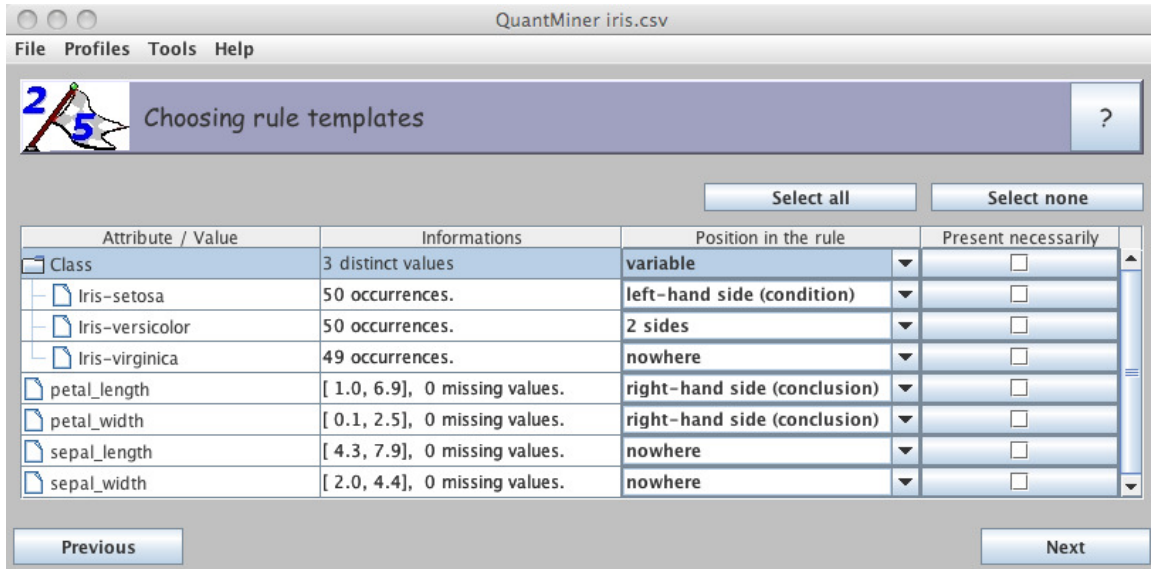 QuantMiner iris.csv
File Profiles Tools Help
2 5 Choosing rule templates ?
Select all Select none
Attribute / Value Informations Position in the rule Present necessarily
Class 3 distinct values variable
Iris-setosa 50 occurrences. left-hand side (condition)
Iris-versicolor 50 occurrences. 2 sides
Iris-virginica 49 occurrences. nowhere
petal_length [ 1.0, 6.9], 0 missing values. right-hand side (conclusion)
petal_width [ 0.1, 2.5], 0 missing values. right-hand side (conclusion)
sepal_length [ 4.3, 7.9], 0 missing values. nowhere
sepal_width [ 2.0, 4.4], 0 missing values. nowhere
Previous Next